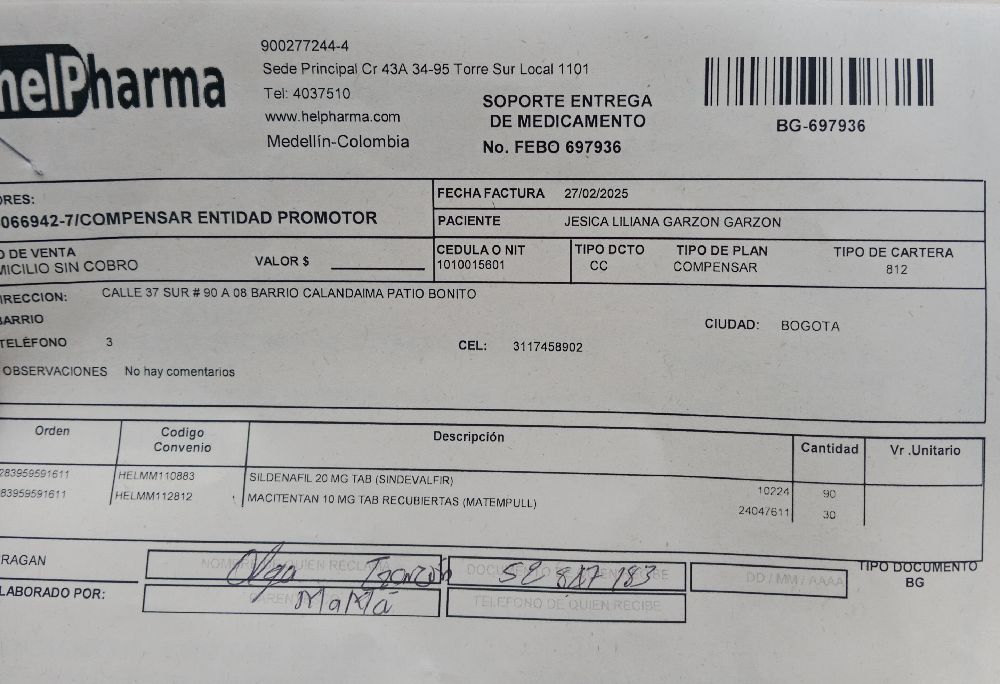 helPharma
900277244-4
Sede Principal Cr 43A 34-95 Torre Sur Local 1101
Tel: 4037510
www.helpharma.com
Medellín-Colombia
SOPORTE ENTREGA
DE MEDICAMENTO
No. FEBO 697936
BG-697936
ORES:
066942-7/COMPENSAR ENTIDAD PROMOTOR
FECHA FACTURA 27/02/2025
PACIENTE JESICA LILIANA GARZON GARZON
O DE VENTA
MICILIO SIN COBRO
VALOR $
CEDULA O NIT
1010015601
TIPO DCTO
CC
TIPO DE PLAN
COMPENSAR
TIPO DE CARTERA
812
IRECCION: CALLE 37 SUR # 90 A 08 BARRIO CALANDAIMA PATIO BONITO
BARRIO
CIUDAD: BOGOTA
TELÉFONO 3
CEL: 3117458902
OBSERVACIONES No hay comentarios
Orden Codigo Convenio Descripción Cantidad Vr .Unitario
283959591611 HELMM110883 SILDENAFIL 20 MG TAB (SINDEVALFIR) 10224 90
83959591611 HELMM112812 MACITENTAN 10 MG TAB RECUBIERTAS (MATEMPULL) 24047611 30
RAGAN
NOMBRE QUIEN RECLAMA
Olga
DD / MM / AAAA
TIPO DOCUMENTO
BG
LABORADO POR:
MaMá
TELEFONO DE QUIEN RECIBE